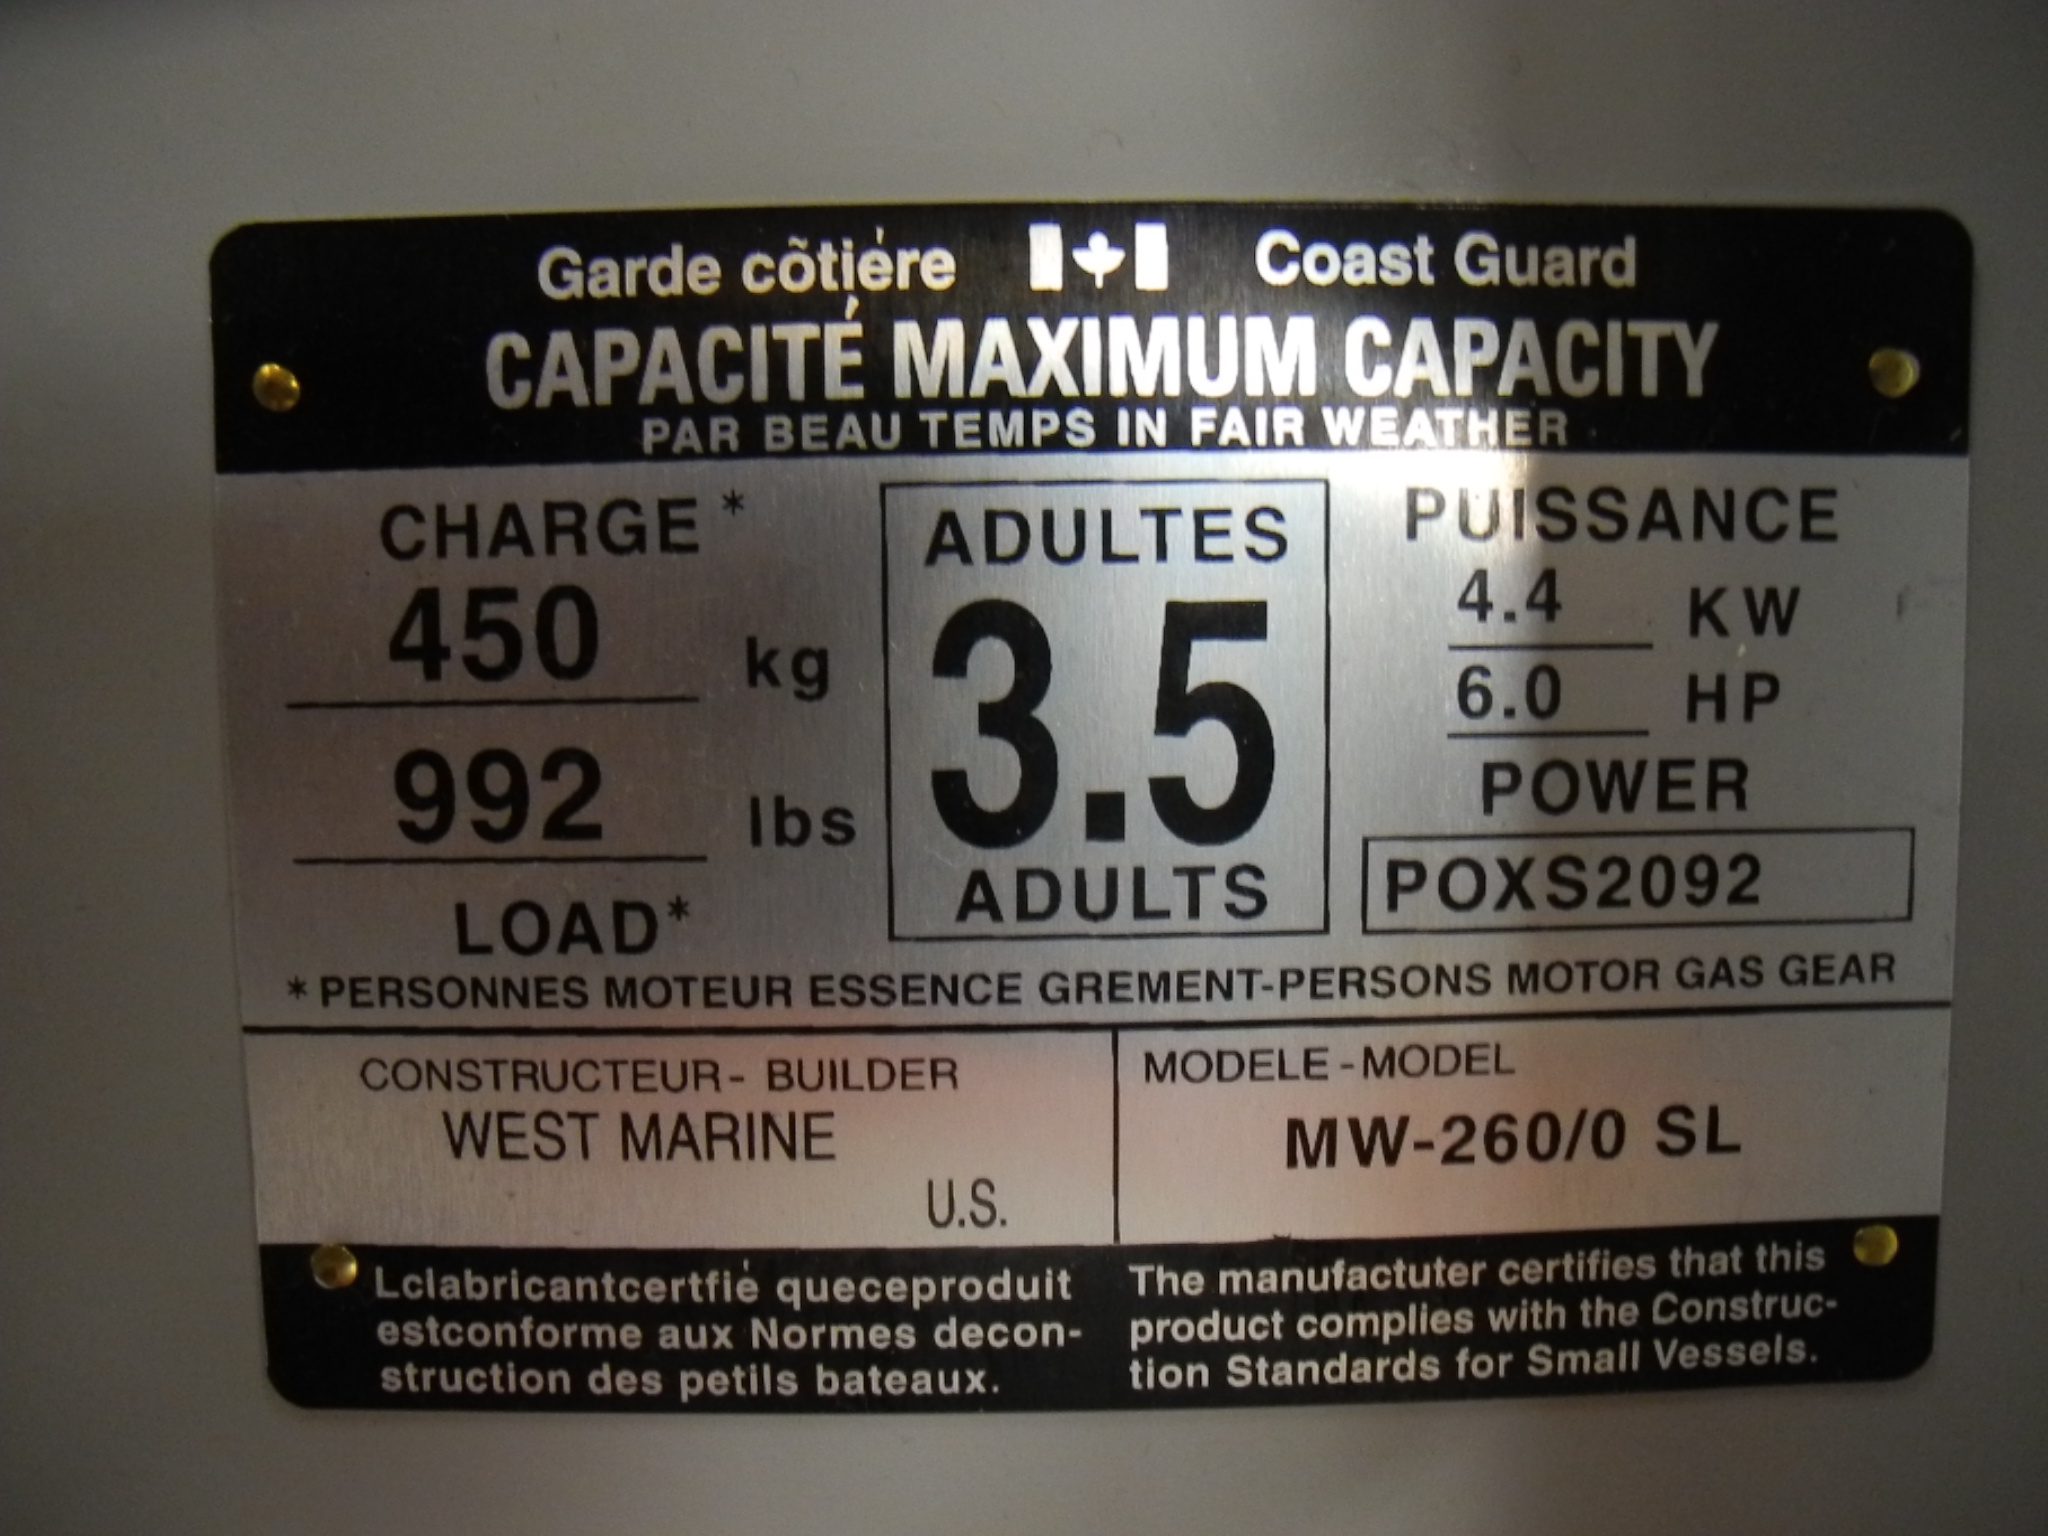 Garde côtiére Coast Guard
CAPACITÉ MAXIMUM CAPACITY
PAR BEAU TEMPS IN FAIR WEATHER
CHARGE *
450 kg
992 lbs
LOAD*
ADULTES
3.5
ADULTS
PUISSANCE
4.4 KW
6.0 HP
POWER
POXS2092
* PERSONNES MOTEUR ESSENCE GREMENT-PERSONS MOTOR GAS GEAR
CONSTRUCTEUR- BUILDER
WEST MARINE
U.S.
MODELE-MODEL
MW-260/0 SL
Lclabricantcertfié queceproduit
estconforme aux Normes decon-
struction des petils bateaux.
The manufactuter certifies that this
product complies with the Construc-
tion Standards for Small Vessels.